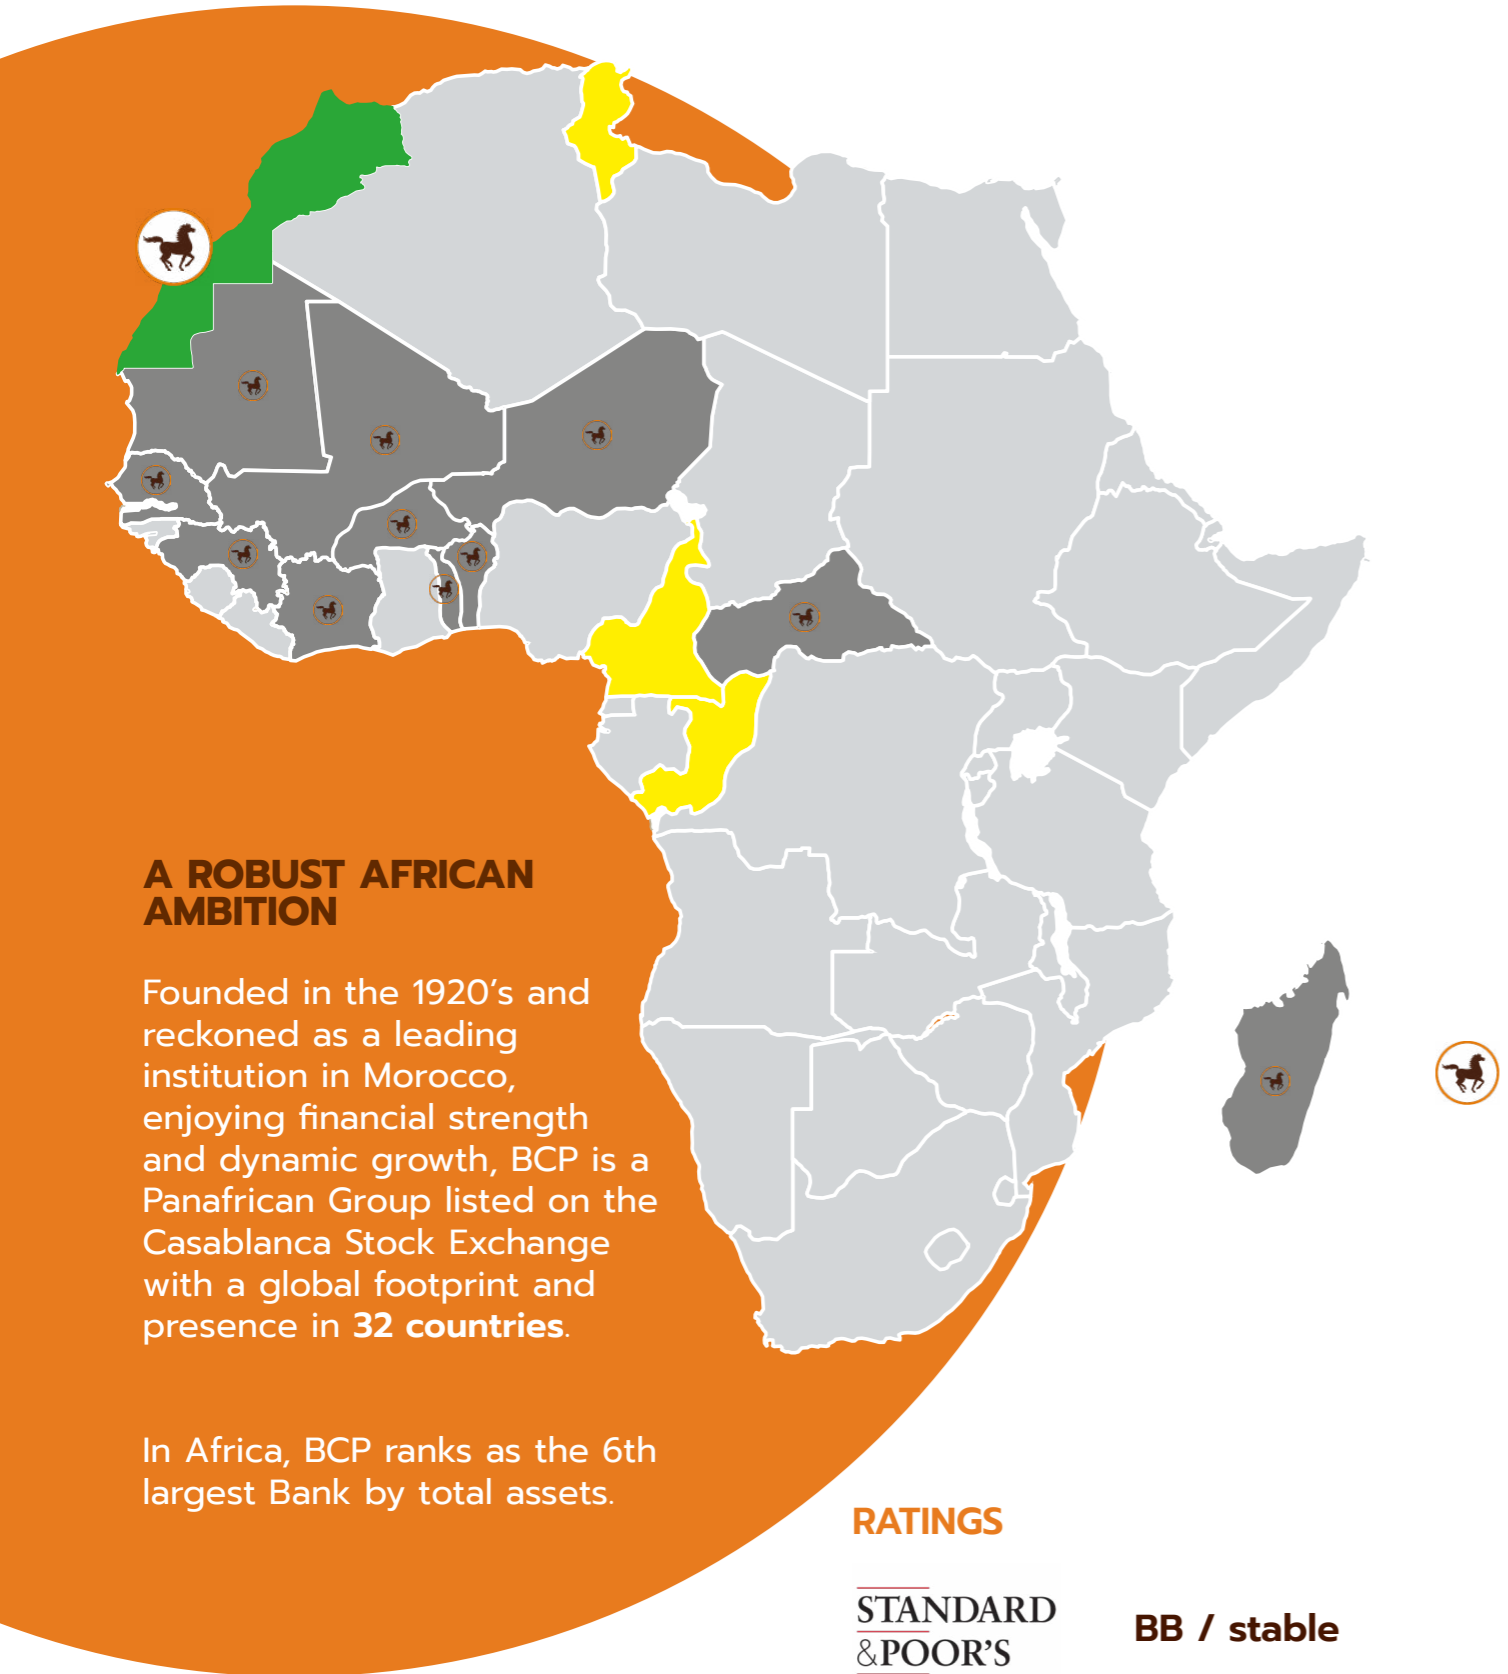 A ROBUST AFRICAN
AMBITION
Founded in the 1920’s and
reckoned as a leading
institution in Morocco,
enjoying financial strength
and dynamic growth, BCP is a
Panafrican Group listed on the
Casablanca Stock Exchange
with a global footprint and
presence in 32 countries.
In Africa, BCP ranks as the 6th
largest Bank by total assets.
RATINGS
STANDARD
&POOR’S
BB / stable